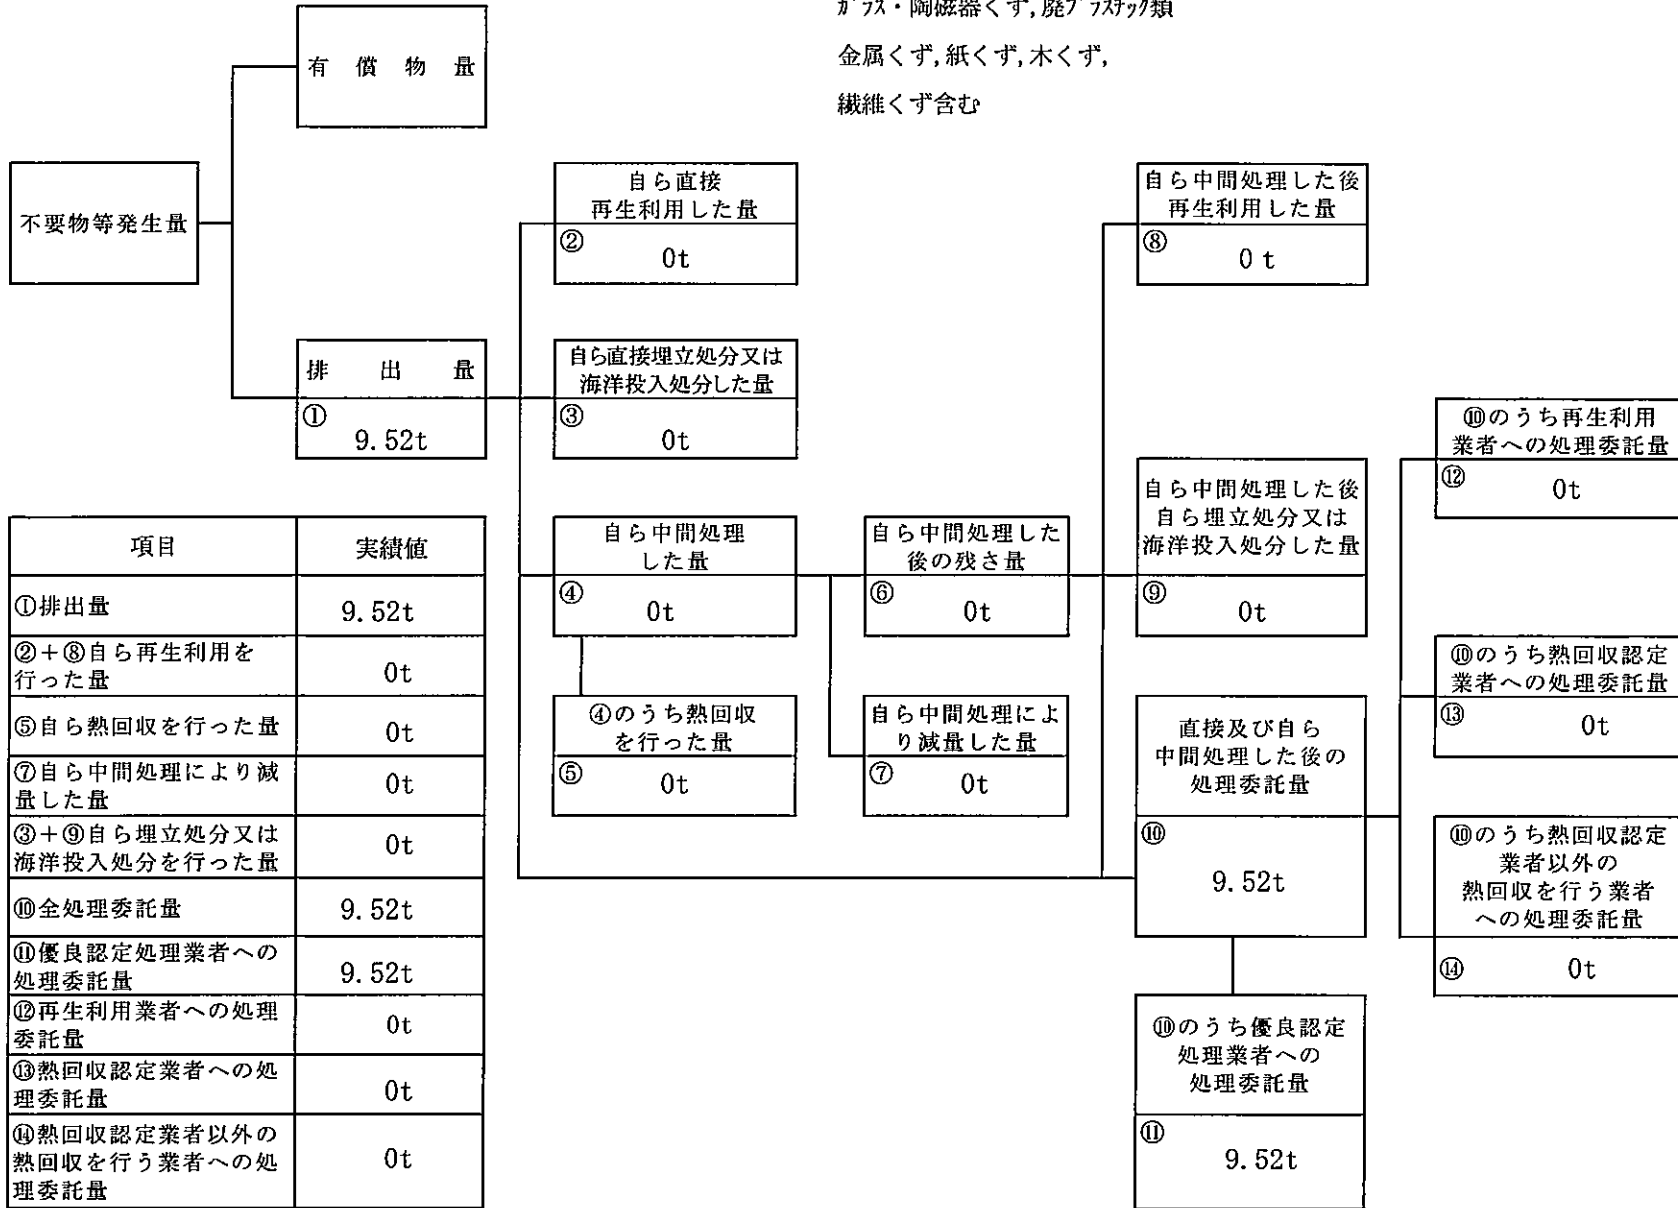 ガラス・陶磁器くず,廃プラスチック類
金属くず,紙くず,木くず,
繊維くず含む
有償物量
不要物等発生量
自ら直接
再生利用した量
②
0t
自ら中間処理した後
再生利用した量
⑧
0t
排出量
①
9.52t
自ら直接埋立処分又は
海洋投入処分した量
③
0t
⑩のうち再生利用
業者への処理委託量
⑫
0t
自ら中間処理した後
自ら埋立処分又は
海洋投入処分した量
⑨
0t
自ら中間処理
した量
④
0t
自ら中間処理した
後の残さ量
⑥
0t
④のうち熱回収
を行った量
⑤
0t
自ら中間処理によ
り減量した量
⑦
0t
⑩のうち熱回収認定
業者への処理委託量
⑬
0t
直接及び自ら
中間処理した後の
処理委託量
⑩
9.52t
⑩のうち熱回収認定
業者以外の
熱回収を行う業者
への処理委託量
⑭
0t
⑩のうち優良認定
処理業者への
処理委託量
⑪
9.52t
項目 実績値
①排出量 9.52t
②+⑧自ら再生利用を
行った量 0t
⑤自ら熱回収を行った量 0t
⑦自ら中間処理により減
量した量 0t
③+⑨自ら埋立処分又は
海洋投入処分を行った量 0t
⑩全処理委託量 9.52t
⑪優良認定処理業者への
処理委託量 9.52t
⑫再生利用業者への処理
委託量 0t
⑬熱回収認定業者への処
理委託量 0t
⑭熱回収認定業者以外の
熱回収を行う業者への処
理委託量 0t